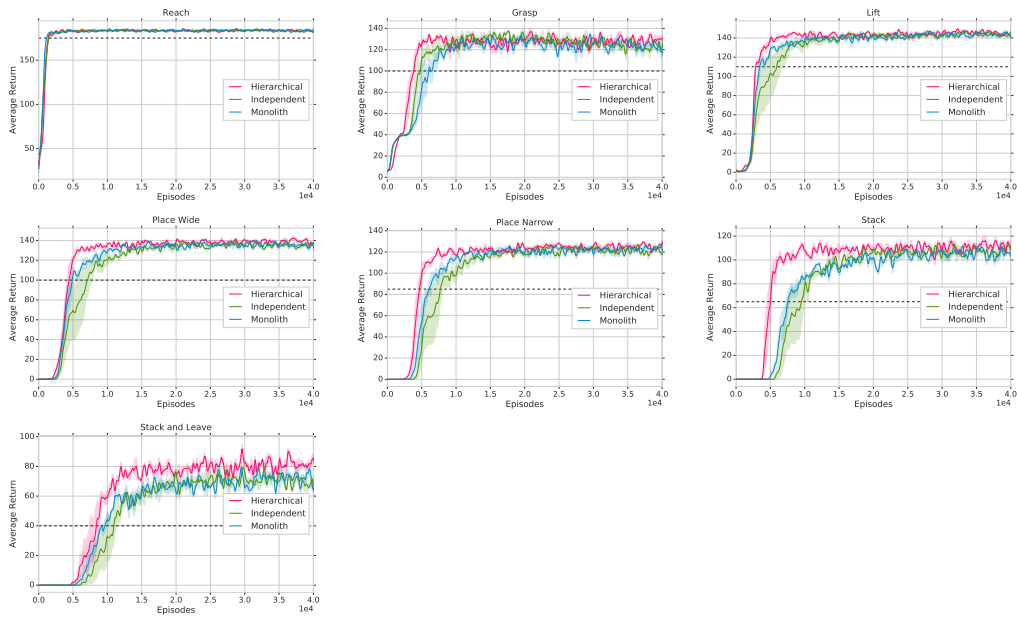 Reach
Average Return
150
100
50
Hierarchical
Independent
Monolith
0.0 0.5 1.0 1.5 2.0 2.5 3.0 3.5 4.0
Episodes
1e4
Grasp
Average Return
140
120
100
80
60
40
20
0
Hierarchical
Independent
Monolith
0.0 0.5 1.0 1.5 2.0 2.5 3.0 3.5 4.0
Episodes
1e4
Lift
Average Return
140
120
100
80
60
40
20
0
Hierarchical
Independent
Monolith
0.0 0.5 1.0 1.5 2.0 2.5 3.0 3.5 4.0
Episodes
1e4
Place Wide
Average Return
140
120
100
80
60
40
20
0
Hierarchical
Independent
Monolith
0.0 0.5 1.0 1.5 2.0 2.5 3.0 3.5 4.0
Episodes
1e4
Place Narrow
Average Return
140
120
100
80
60
40
20
0
Hierarchical
Independent
Monolith
0.0 0.5 1.0 1.5 2.0 2.5 3.0 3.5 4.0
Episodes
1e4
Stack
Average Return
120
100
80
60
40
20
0
Hierarchical
Independent
Monolith
0.0 0.5 1.0 1.5 2.0 2.5 3.0 3.5 4.0
Episodes
1e4
Stack and Leave
Average Return
100
80
60
40
20
0
Hierarchical
Independent
Monolith
0.0 0.5 1.0 1.5 2.0 2.5 3.0 3.5 4.0
Episodes
1e4